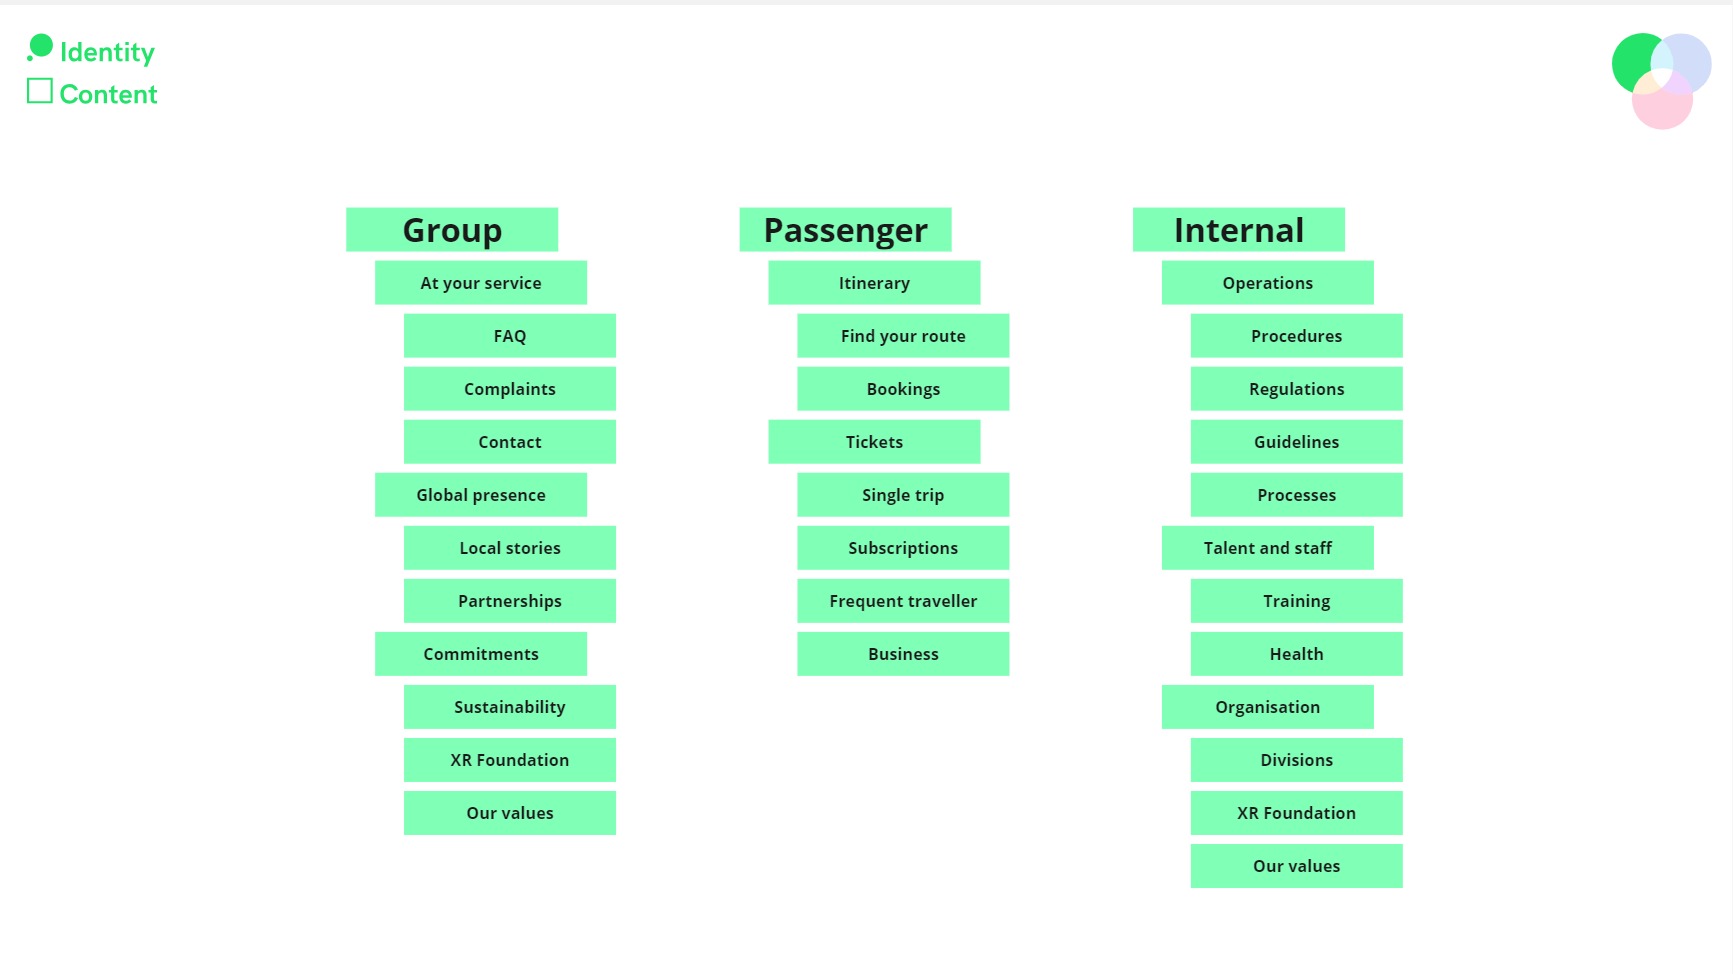 Identity
Content
Group
At your service
FAQ
Complaints
Contact
Global presence
Local stories
Partnerships
Commitments
Sustainability
XR Foundation
Our values
Passenger
Itinerary
Find your route
Bookings
Tickets
Single trip
Subscriptions
Frequent traveller
Business
Internal
Operations
Procedures
Regulations
Guidelines
Processes
Talent and staff
Training
Health
Organisation
Divisions
XR Foundation
Our values